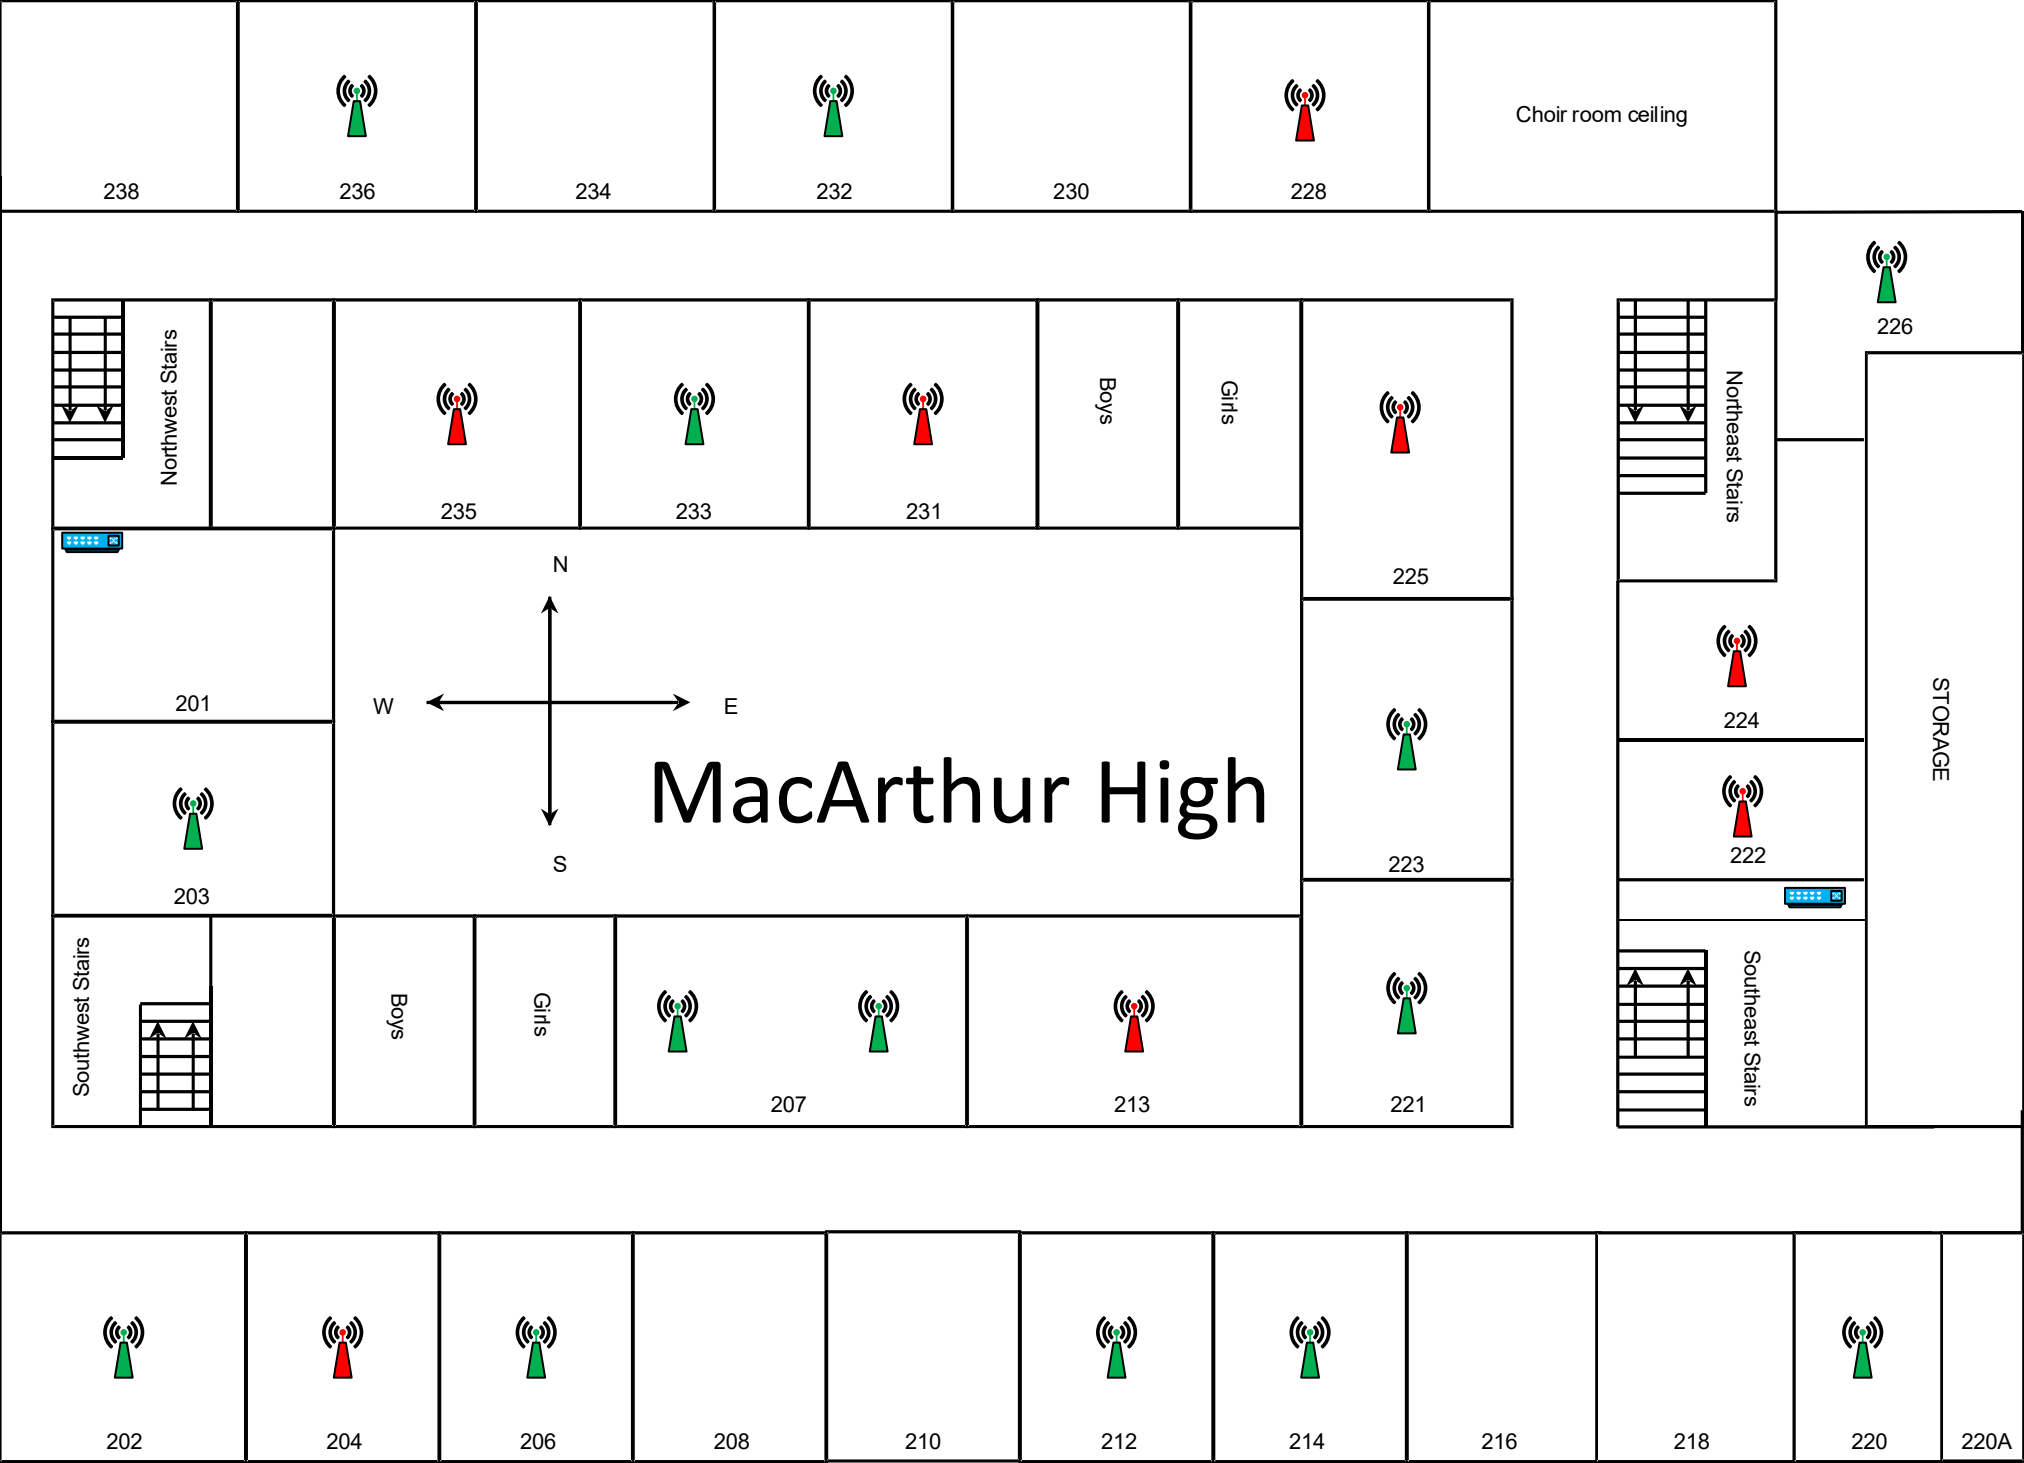 Choir room ceiling
238
236
234
232
230
228
226
Northwest Stairs
235
233
231
Boys
Girls
225
Northeast Stairs
N
W
E
S
201
203
MacArthur High
223
224
222
STORAGE
Southwest Stairs
Boys
Girls
207
213
221
Southeast Stairs
202
204
206
208
210
212
214
216
218
220
220A